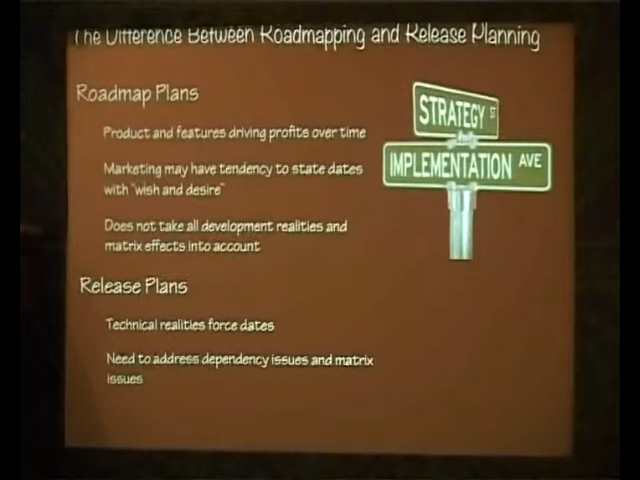 The Difference Between Roadmapping and Release Planning
Roadmap Plans
Product and features driving profits over time
Marketing may have tendency to state dates
with "wish and desire"
Does not take all development realities and
matrix effects into account
Release Plans
Technical realities force dates
Need to address dependency issues and matrix
issues
STRATEGY ST
IMPLEMENTATION AVE